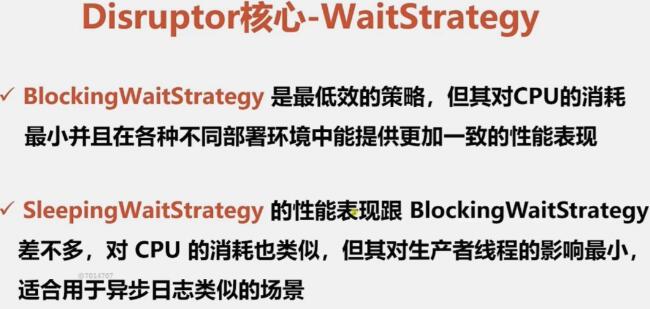 Disruptor核心-WaitStrategy
✓ BlockingWaitStrategy 是最低效的策略，但其对CPU的消耗
最小并且在各种不同部署环境中能提供更加一致的性能表现
✓ SleepingWaitStrategy 的性能表现跟 BlockingWaitStrategy
差不多，对 CPU 的消耗也类似，但其对生产者线程的影响最小，
@7014707
适合用于异步日志类似的场景